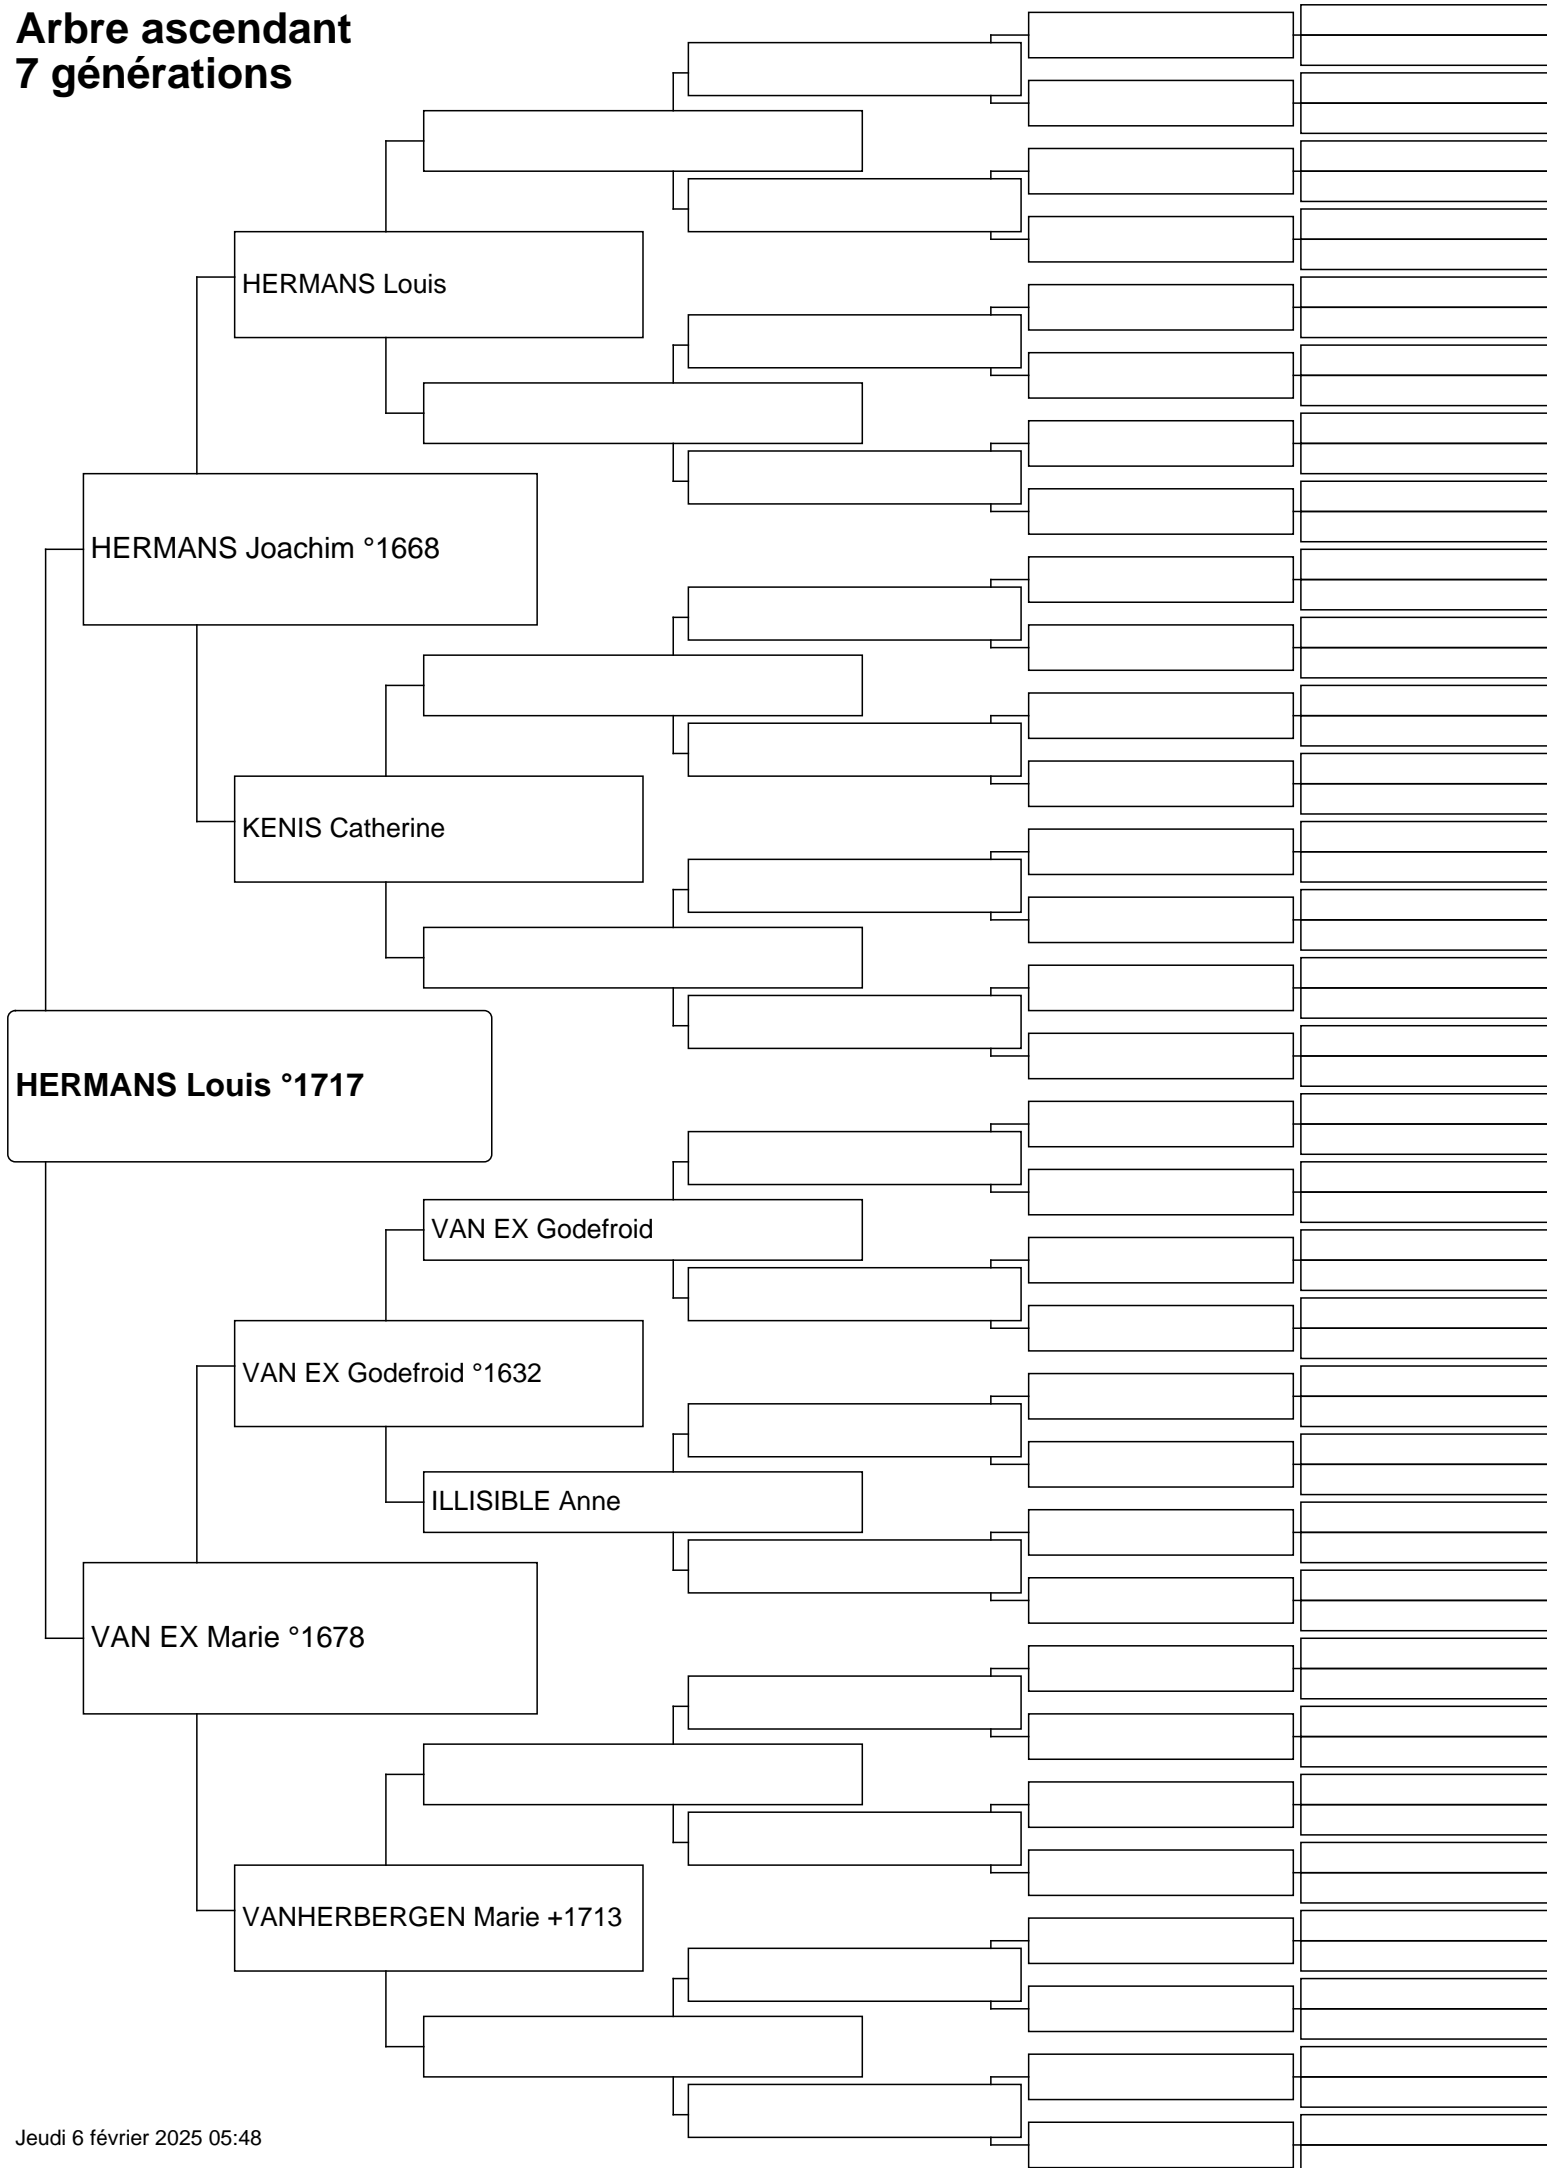 Arbre ascendant
7 générations
HERMANS Louis
HERMANS Joachim °1668
KENIS Catherine
HERMANS Louis °1717
VAN EX Godefroid
VAN EX Godefroid °1632
ILLISIBLE Anne
VAN EX Marie °1678
VANHERBERGEN Marie +1713
Jeudi 6 février 2025 05:48